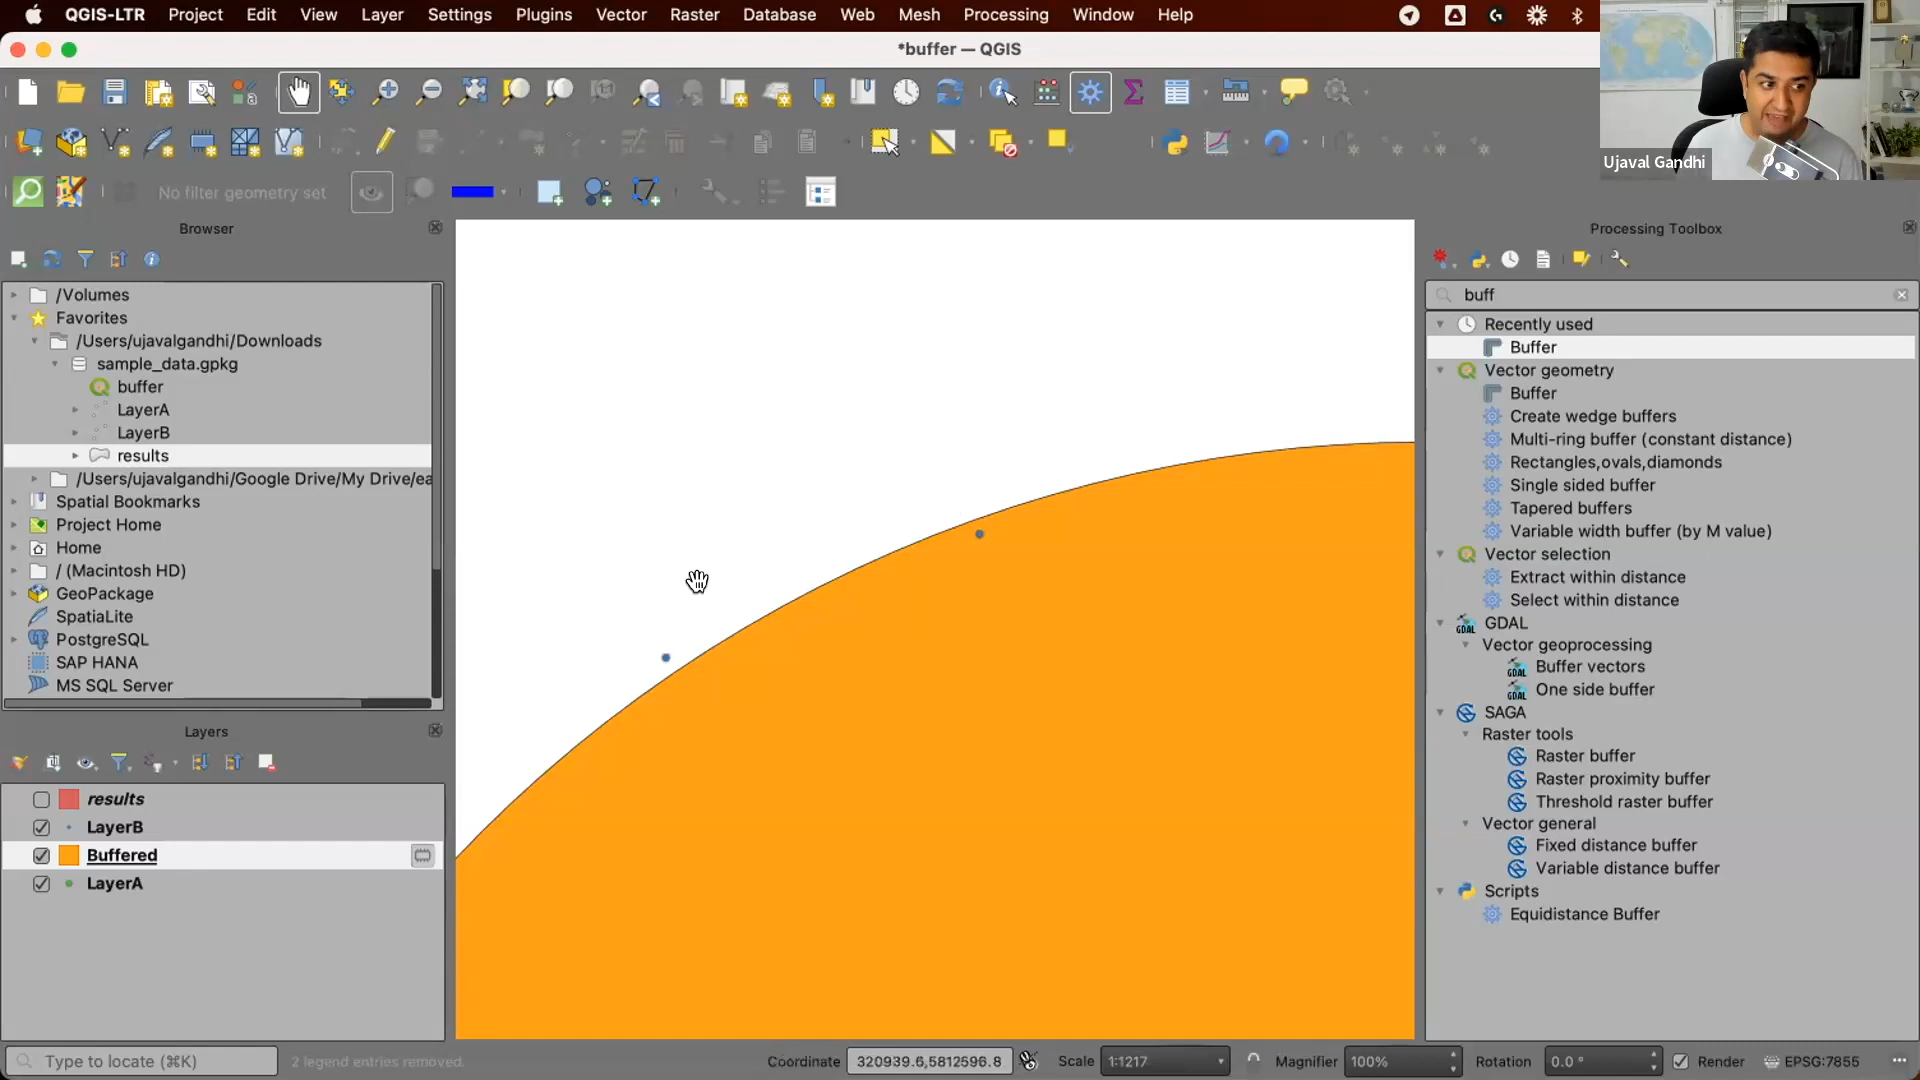 QGIS-LTR Project Edit View Layer Settings Plugins Vector Raster Database Web Mesh Processing Window Help
*buffer — QGIS
Ujaval Gandhi
No filter geometry set
Browser
/Volumes
Favorites
/Users/ujavalgandhi/Downloads
sample_data.gpkg
buffer
LayerA
LayerB
results
/Users/ujavalgandhi/Google Drive/My Drive/ea
Spatial Bookmarks
Project Home
Home
/ (Macintosh HD)
GeoPackage
SpatiaLite
PostgreSQL
SAP HANA
MS SQL Server
Layers
results
LayerB
Buffered
LayerA
Processing Toolbox
buff
Recently used
Buffer
Vector geometry
Buffer
Create wedge buffers
Multi-ring buffer (constant distance)
Rectangles,ovals,diamonds
Single sided buffer
Tapered buffers
Variable width buffer (by M value)
Vector selection
Extract within distance
Select within distance
GDAL
GDAL
Vector geoprocessing
GDAL
Buffer vectors
GDAL
One side buffer
SAGA
Raster tools
Raster buffer
Raster proximity buffer
Threshold raster buffer
Vector general
Fixed distance buffer
Variable distance buffer
Scripts
Equidistance Buffer
Type to locate (⌘K)
2 legend entries removed.
Coordinate 320939.6,5812596.8 Scale 1:1217 Magnifier 100% Rotation 0.0 ° Render EPSG:7855